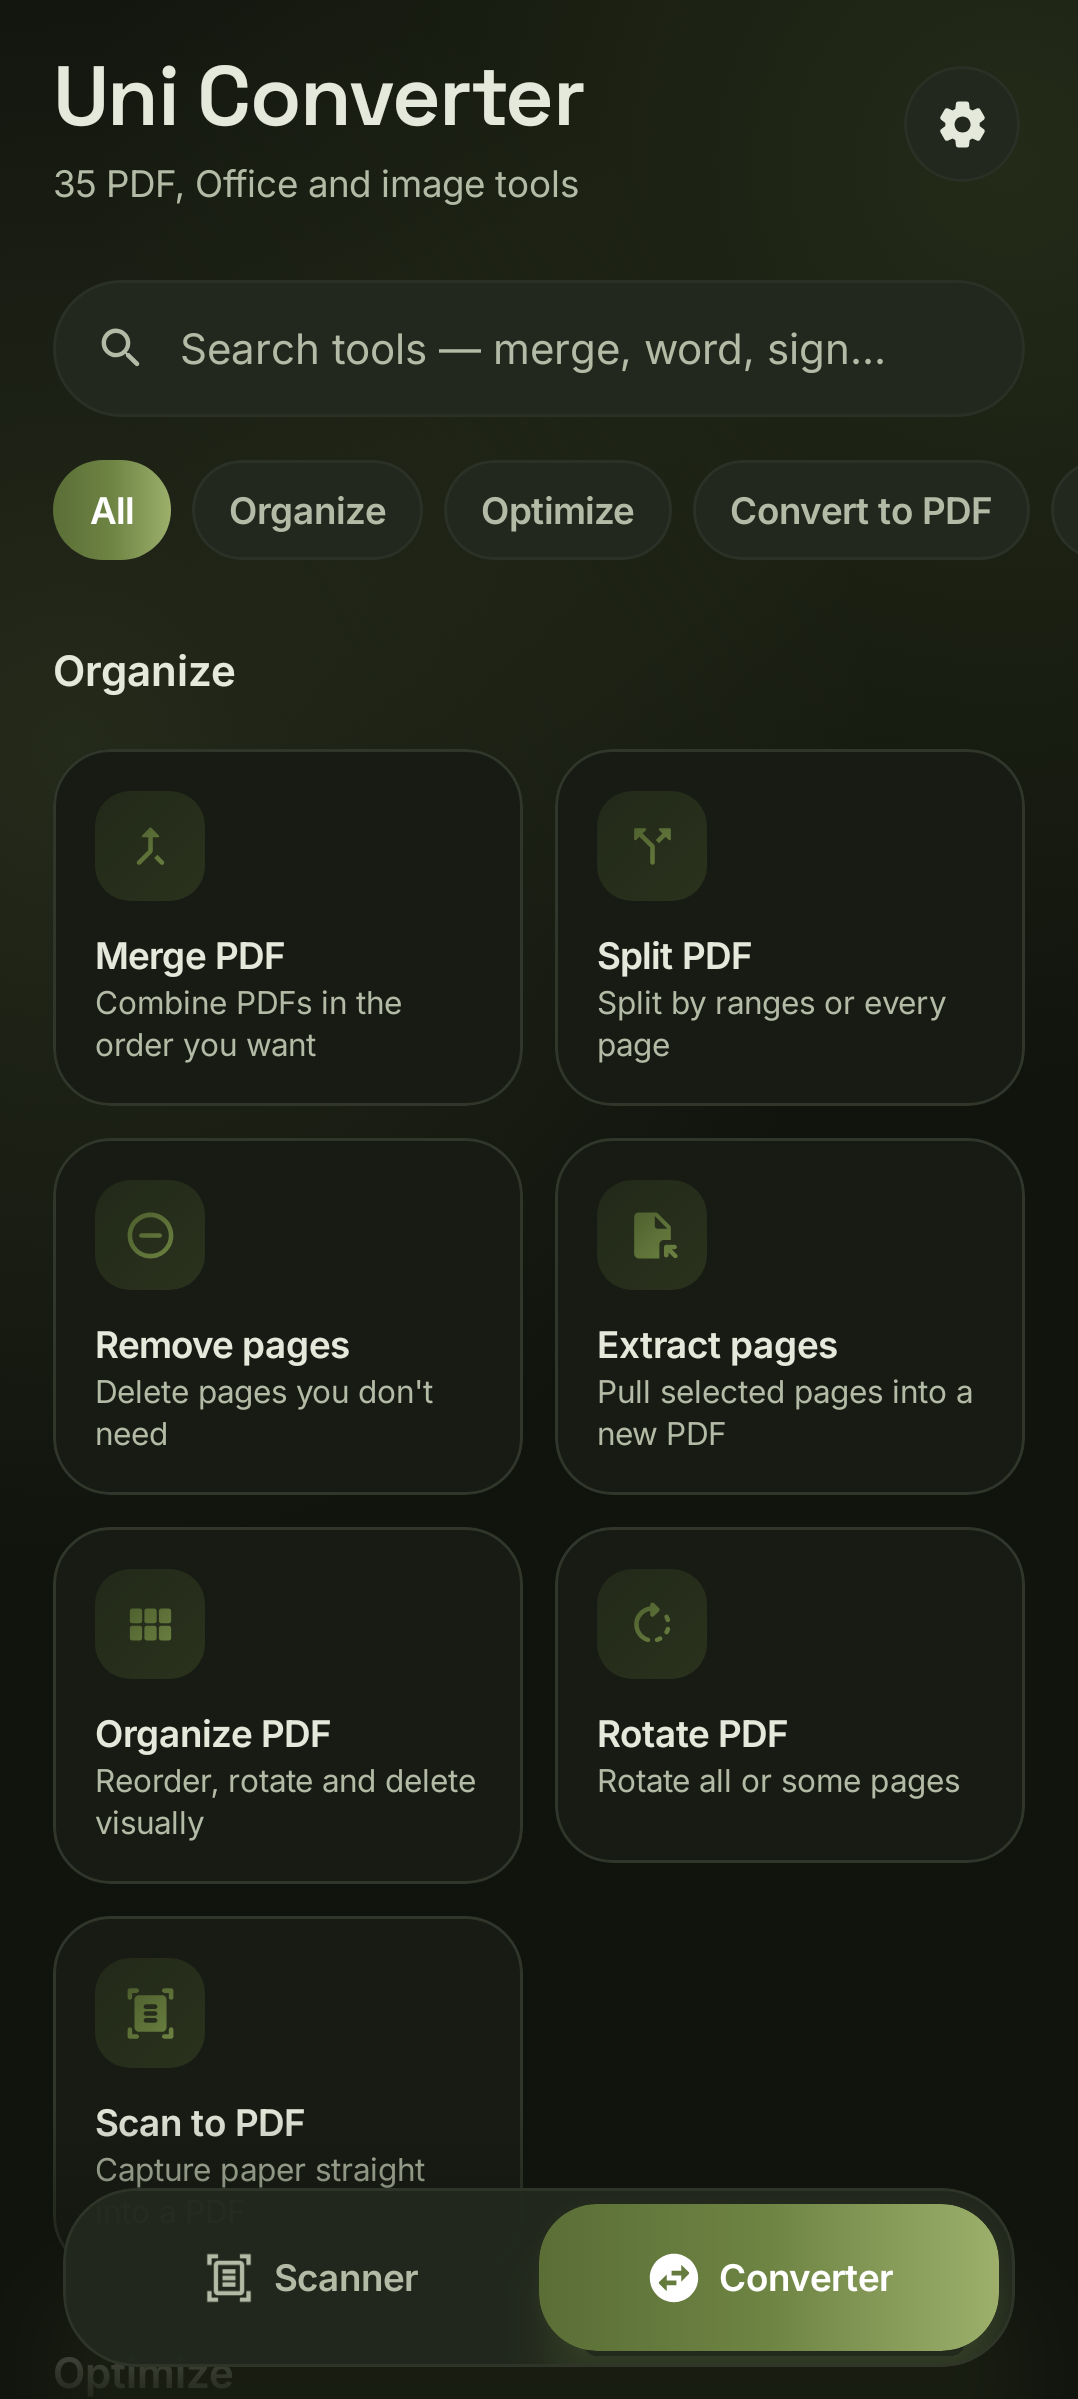 Uni Converter
35 PDF, Office and image tools
Search tools — merge, word, sign...
All
Organize
Optimize
Convert to PDF
Organize
Merge PDF
Combine PDFs in the
order you want
Split PDF
Split by ranges or every
page
Remove pages
Delete pages you don't
need
Extract pages
Pull selected pages into a
new PDF
Organize PDF
Reorder, rotate and delete
visually
Rotate PDF
Rotate all or some pages
Scan to PDF
Capture paper straight
into a PDF
Scanner
Converter
Optimize